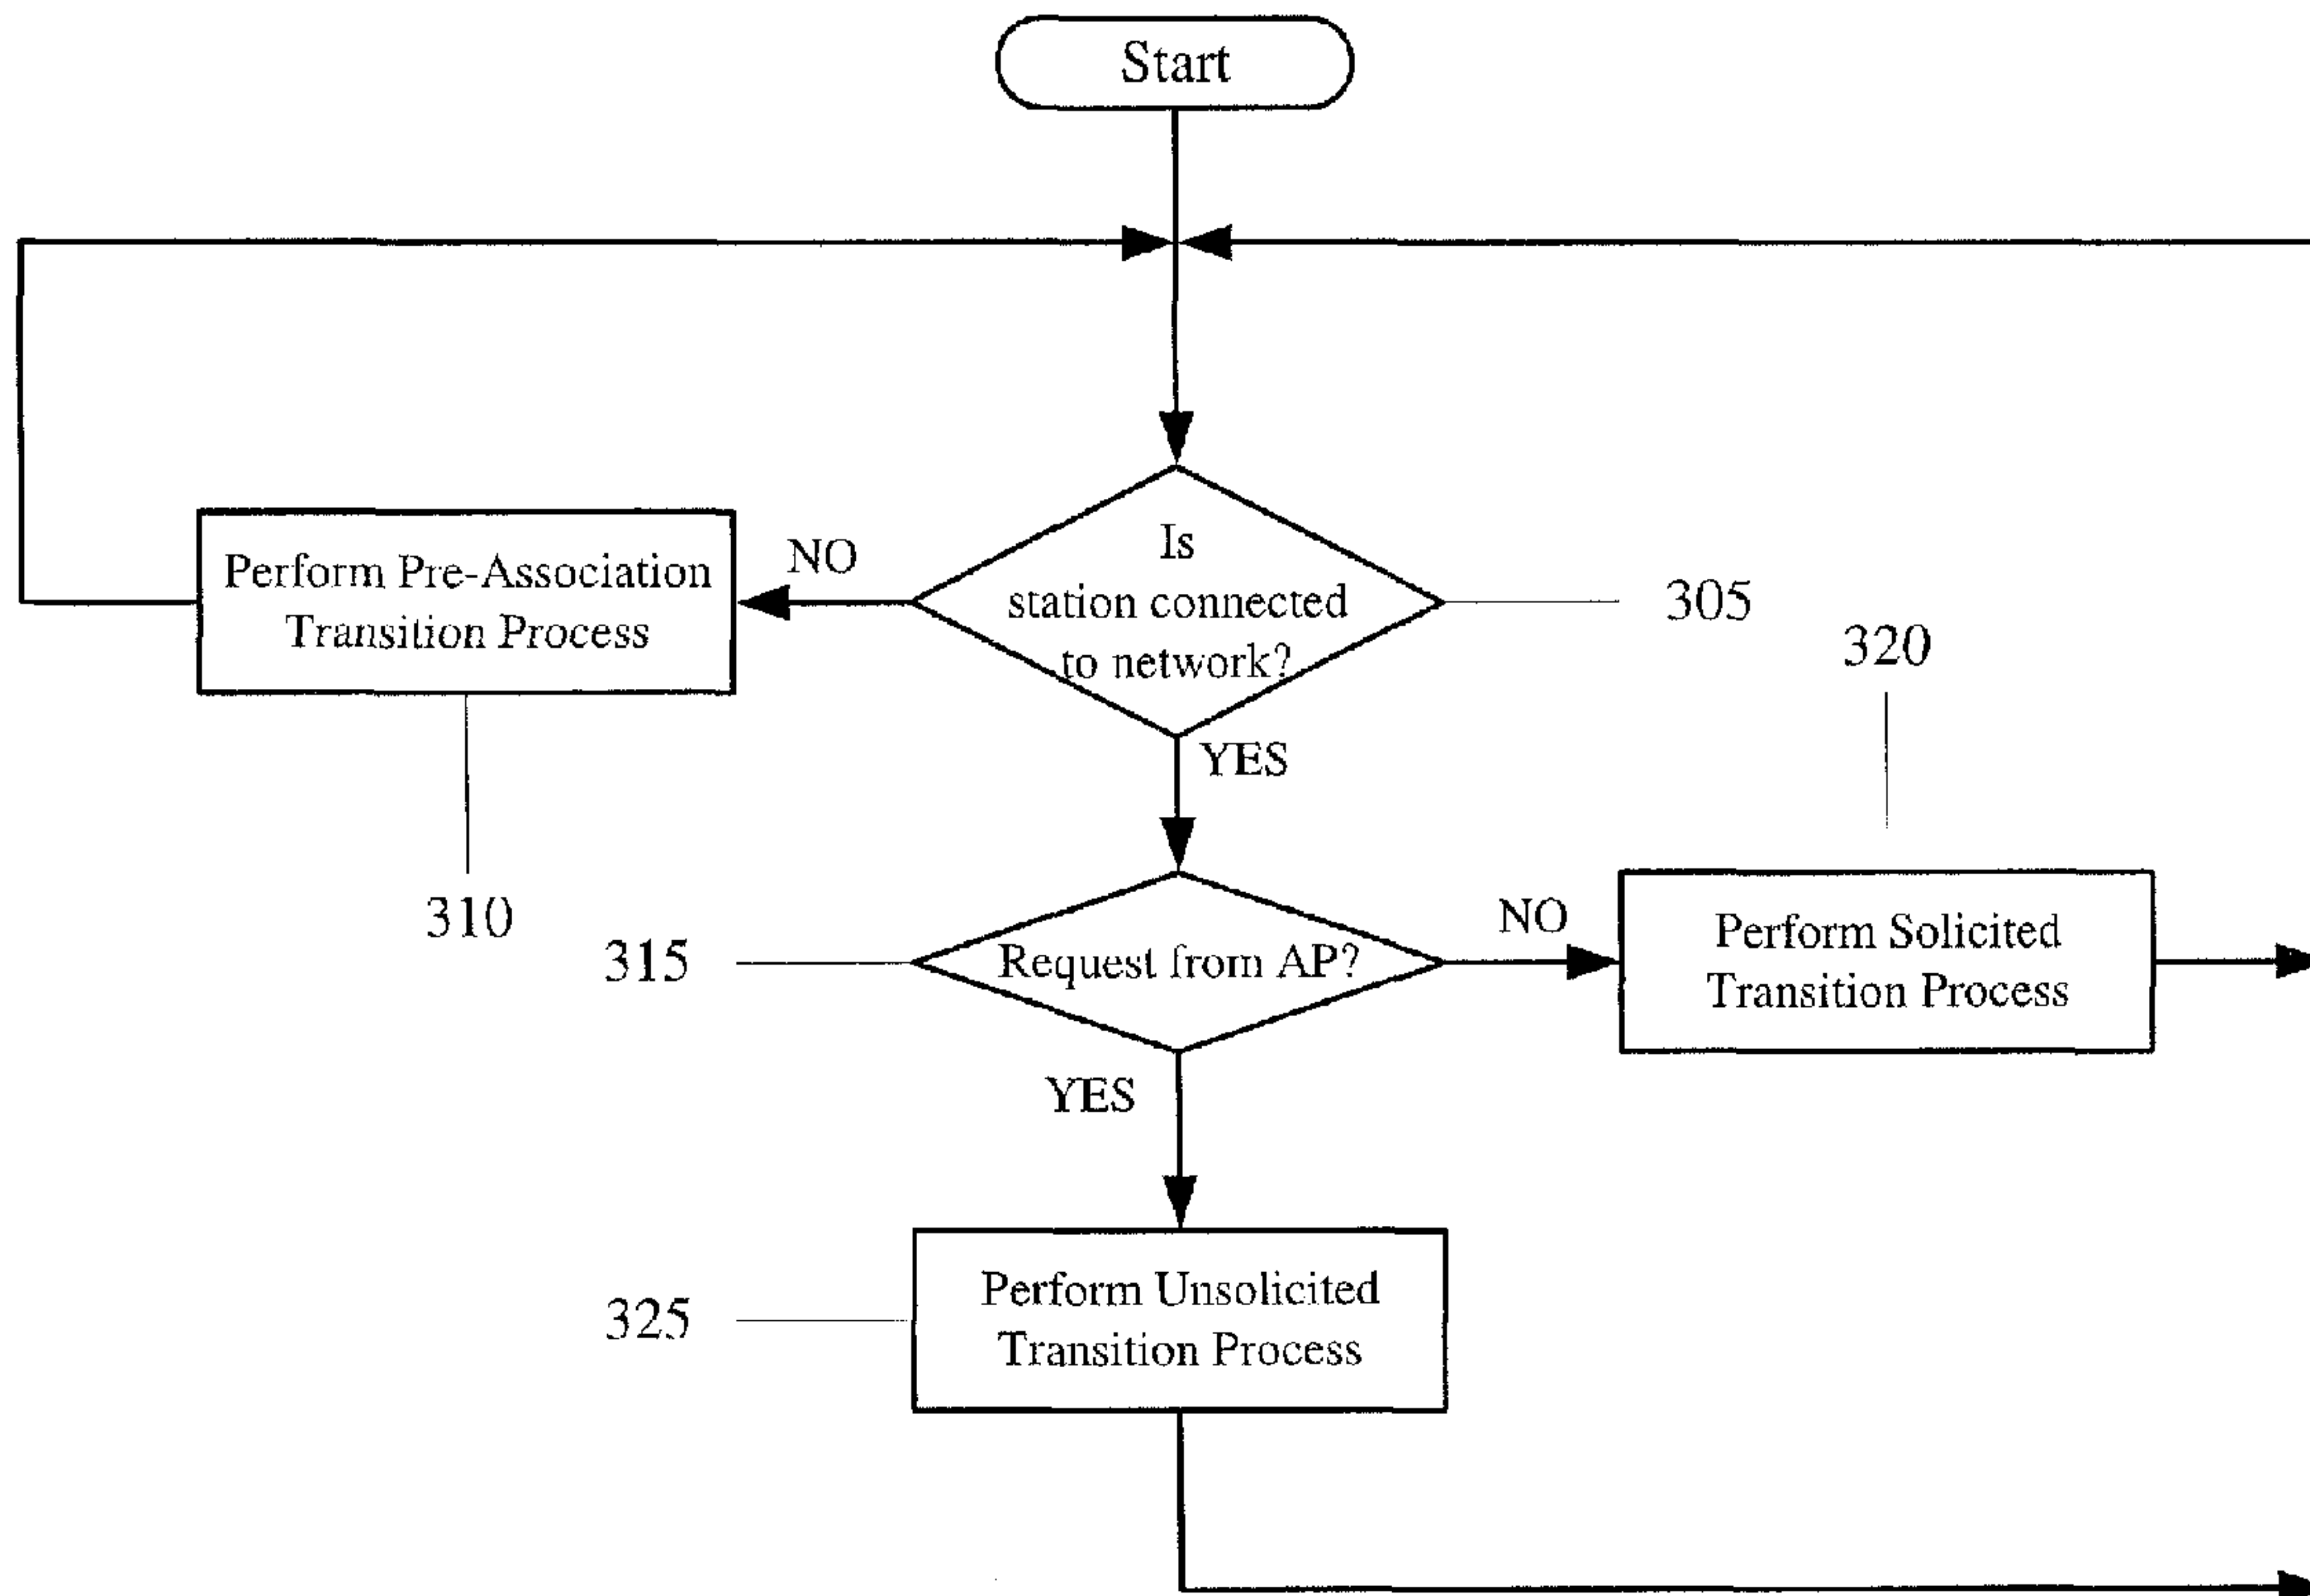 Start
Is
station connected
to network?
305
NO
Perform Pre-Association
Transition Process
310
YES
320
315
Request from AP?
NO
Perform Solicited
Transition Process
YES
325
Perform Unsolicited
Transition Process